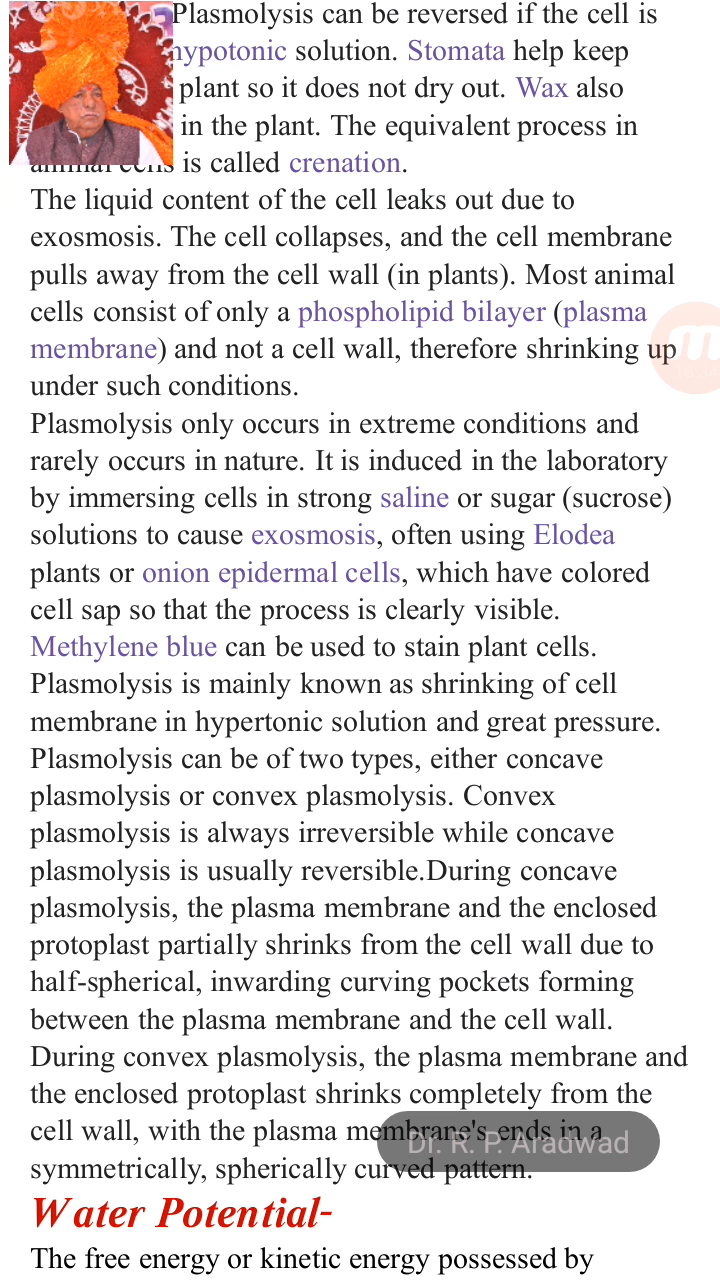 Plasmolysis can be reversed if the cell is
hypotonic solution. Stomata help keep
plant so it does not dry out. Wax also
in the plant. The equivalent process in
animal cells is called crenation.
The liquid content of the cell leaks out due to
exosmosis. The cell collapses, and the cell membrane
pulls away from the cell wall (in plants). Most animal
cells consist of only a phospholipid bilayer (plasma
membrane) and not a cell wall, therefore shrinking up
under such conditions.
Plasmolysis only occurs in extreme conditions and
rarely occurs in nature. It is induced in the laboratory
by immersing cells in strong saline or sugar (sucrose)
solutions to cause exosmosis, often using Elodea
plants or onion epidermal cells, which have colored
cell sap so that the process is clearly visible.
Methylene blue can be used to stain plant cells.
Plasmolysis is mainly known as shrinking of cell
membrane in hypertonic solution and great pressure.
Plasmolysis can be of two types, either concave
plasmolysis or convex plasmolysis. Convex
plasmolysis is always irreversible while concave
plasmolysis is usually reversible.During concave
plasmolysis, the plasma membrane and the enclosed
protoplast partially shrinks from the cell wall due to
half-spherical, inwarding curving pockets forming
between the plasma membrane and the cell wall.
During convex plasmolysis, the plasma membrane and
the enclosed protoplast shrinks completely from the
cell wall, with the plasma membrane's ends in a
Dr. R. P. Aradwad
symmetrically, spherically curved pattern.
Water Potential-
The free energy or kinetic energy possessed by